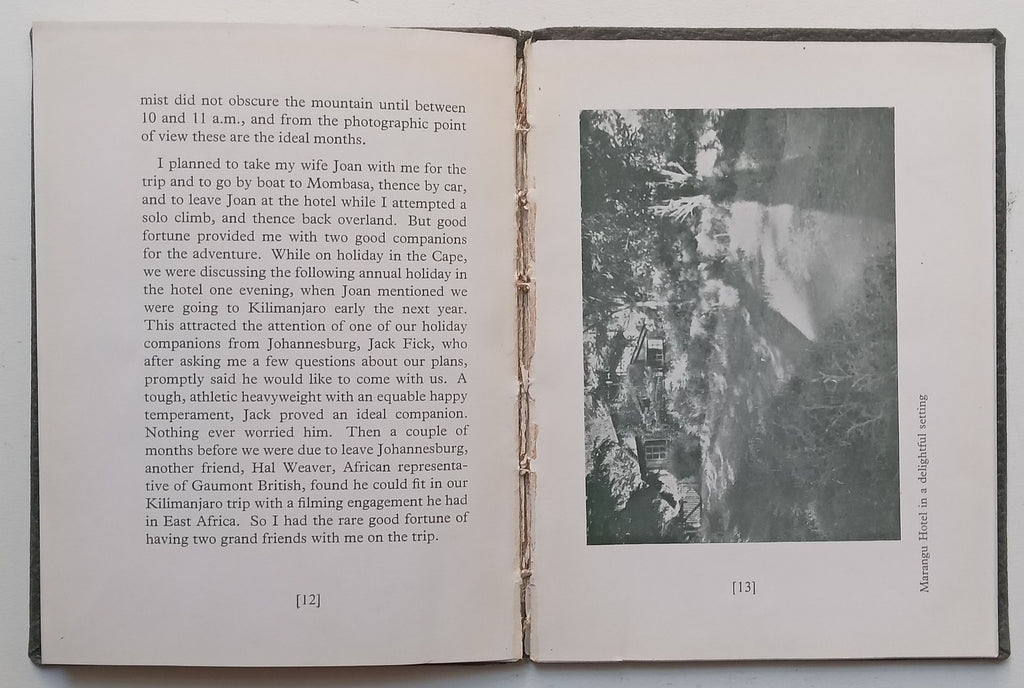 mist did not obscure the mountain until between
10 and 11 a.m., and from the photographic point
of view these are the ideal months.
I planned to take my wife Joan with me for the
trip and to go by boat to Mombasa, thence by car,
and to leave Joan at the hotel while I attempted a
solo climb, and thence back overland. But good
fortune provided me with two good companions
for the adventure. While on holiday in the Cape,
we were discussing the following annual holiday in
the hotel one evening, when Joan mentioned we
were going to Kilimanjaro early the next year.
This attracted the attention of one of our holiday
companions from Johannesburg, Jack Fick, who
after asking me a few questions about our plans,
promptly said he would like to come with us. A
tough, athletic heavyweight with an equable happy
temperament, Jack proved an ideal companion.
Nothing ever worried him. Then a couple of
months before we were due to leave Johannesburg,
another friend, Hal Weaver, African representa-
tive of Gaumont British, found he could fit in our
Kilimanjaro trip with a filming engagement he had
in East Africa. So I had the rare good fortune of
having two grand friends with me on the trip.
[12]
Marangu Hotel in a delightful setting
[13]